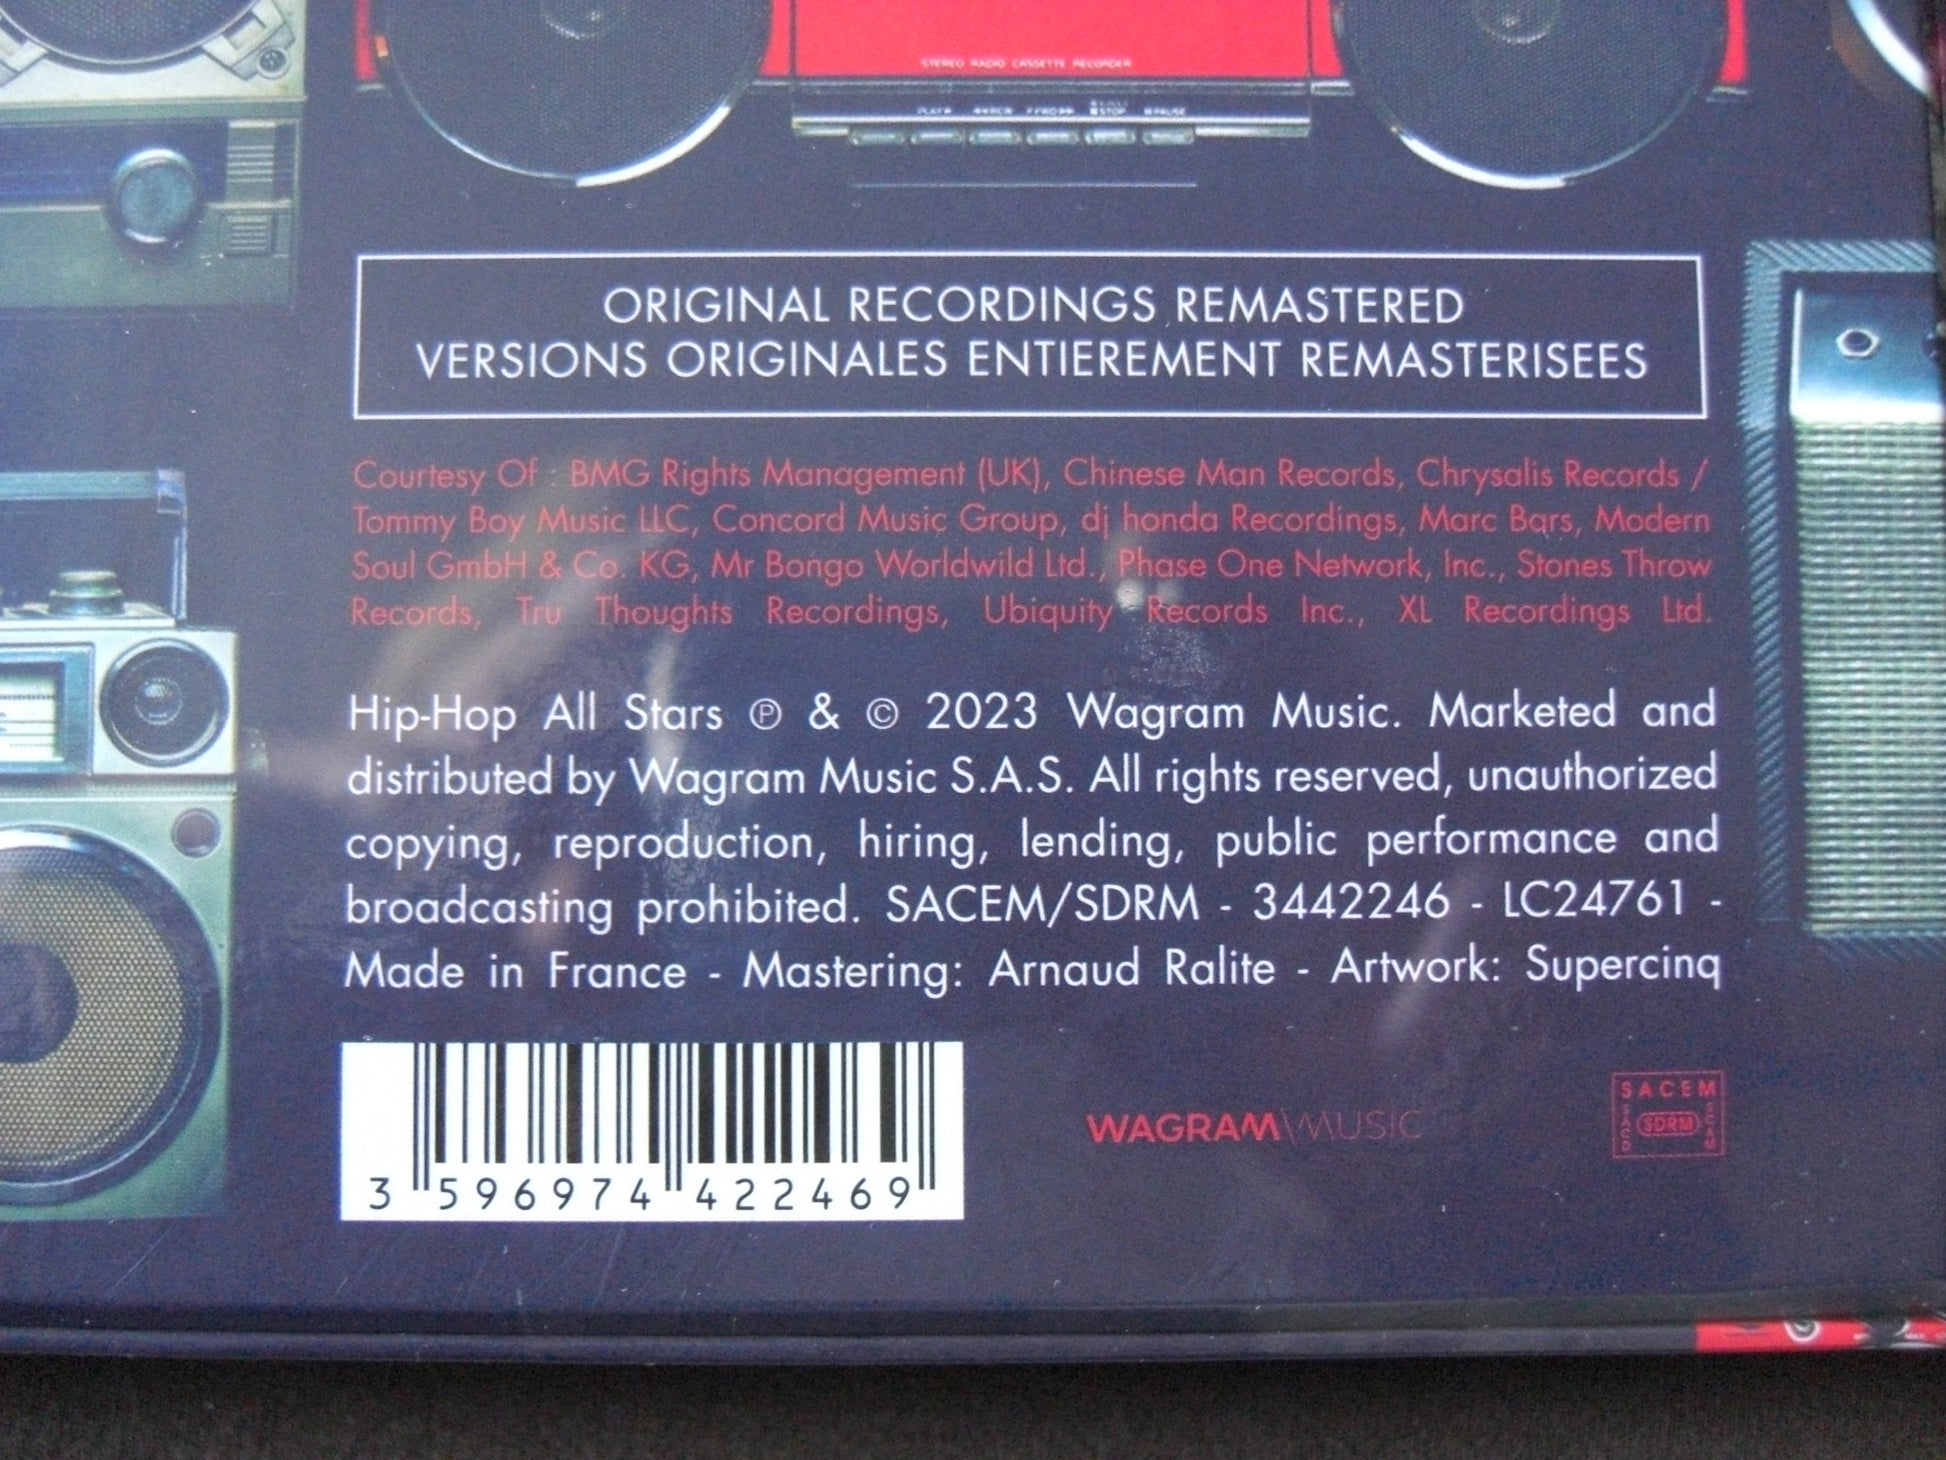 STEREO RADIO CASSETTE RECORDER
PLAY STOP PAUSE
ORIGINAL RECORDINGS REMASTERED
VERSIONS ORIGINALES ENTIEREMENT REMASTERISEES
Courtesy Of : BMG Rights Management (UK), Chinese Man Records, Chrysalis Records /
Tommy Boy Music LLC, Concord Music Group, dj honda Recordings, Marc Bars, Modern
Soul GmbH & Co. KG, Mr Bongo Worldwild Ltd., Phase One Network, Inc., Stones Throw
Records, Tru Thoughts Recordings, Ubiquity Records Inc., XL Recordings Ltd.
Hip-Hop All Stars ℗ & © 2023 Wagram Music. Marketed and
distributed by Wagram Music S.A.S. All rights reserved, unauthorized
copying, reproduction, hiring, lending, public performance and
broadcasting prohibited. SACEM/SDRM - 3442246 - LC24761 -
Made in France - Mastering: Arnaud Ralite - Artwork: Supercinq
3 596974 422469
WAGRAM\MUSIC
SACEM
SACD SDRM SCAM